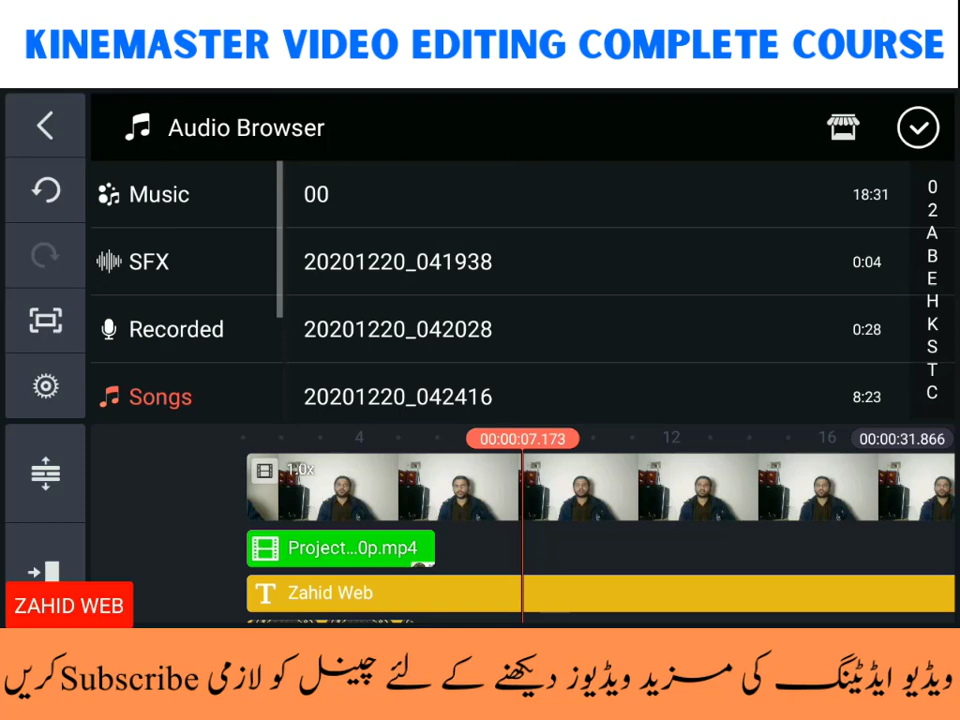 KINEMASTER VIDEO EDITING COMPLETE COURSE
Audio Browser
Music
00
18:31
SFX
20201220_041938
0:04
Recorded
20201220_042028
0:28
Songs
20201220_042416
8:23
0
2
A
B
E
H
K
S
T
C
4
00:00:07.173
12
16
00:00:31.866
1.0x
Project...0p.mp4
T Zahid Web
ZAHID WEB
ویڈیو ایڈیٹنگ کی مزید ویڈیوز دیکھنے کے لئے چینل کو لازمی Subscribe کریں